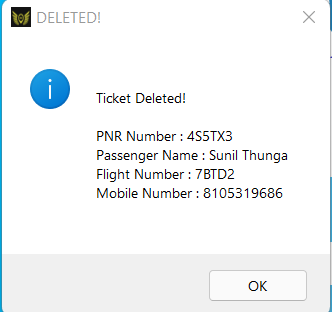 DELETED!
Ticket Deleted!
PNR Number : 4S5TX3
Passenger Name : Sunil Thunga
Flight Number : 7BTD2
Mobile Number : 8105319686
OK